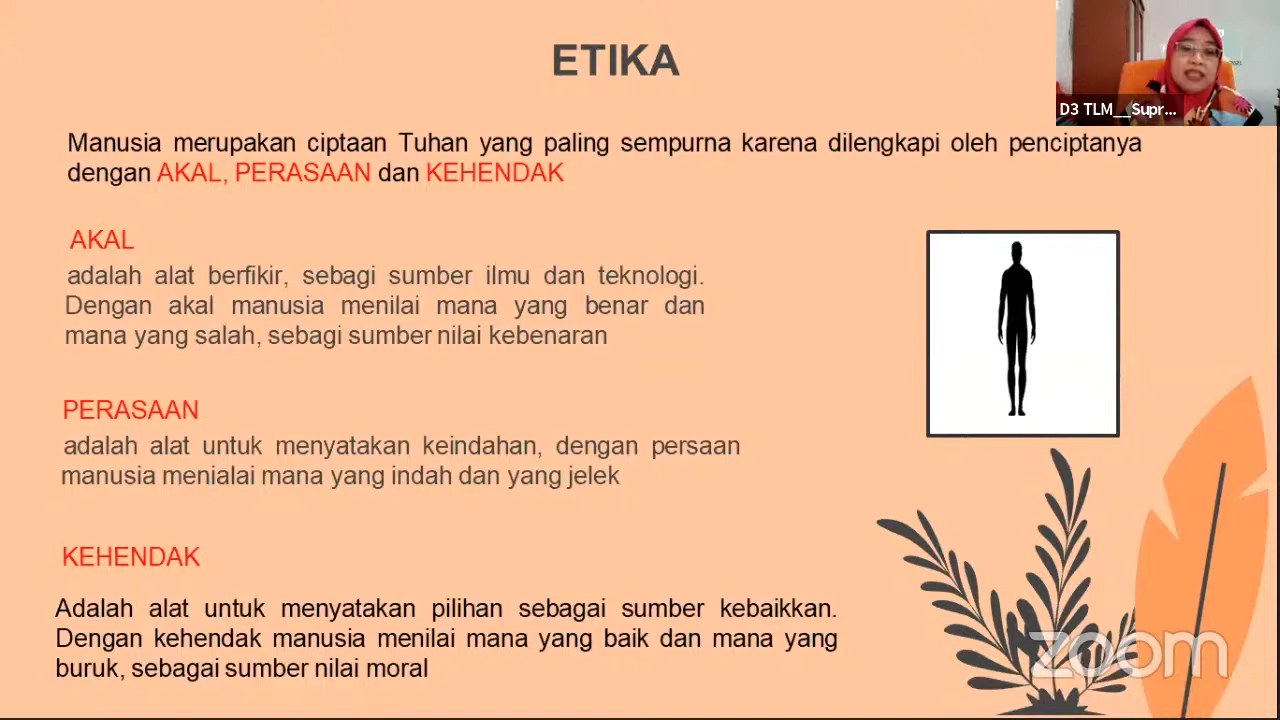 ETIKA
D3 TLM__Supr...
Manusia merupakan ciptaan Tuhan yang paling sempurna karena dilengkapi oleh penciptanya
dengan AKAL, PERASAAN dan KEHENDAK
AKAL
adalah alat berfikir, sebagi sumber ilmu dan teknologi.
Dengan akal manusia menilai mana yang benar dan
mana yang salah, sebagi sumber nilai kebenaran
PERASAAN
adalah alat untuk menyatakan keindahan, dengan persaan
manusia menialai mana yang indah dan yang jelek
KEHENDAK
Adalah alat untuk menyatakan pilihan sebagai sumber kebaikkan.
Dengan kehendak manusia menilai mana yang baik dan mana yang
buruk, sebagai sumber nilai moral
zoom